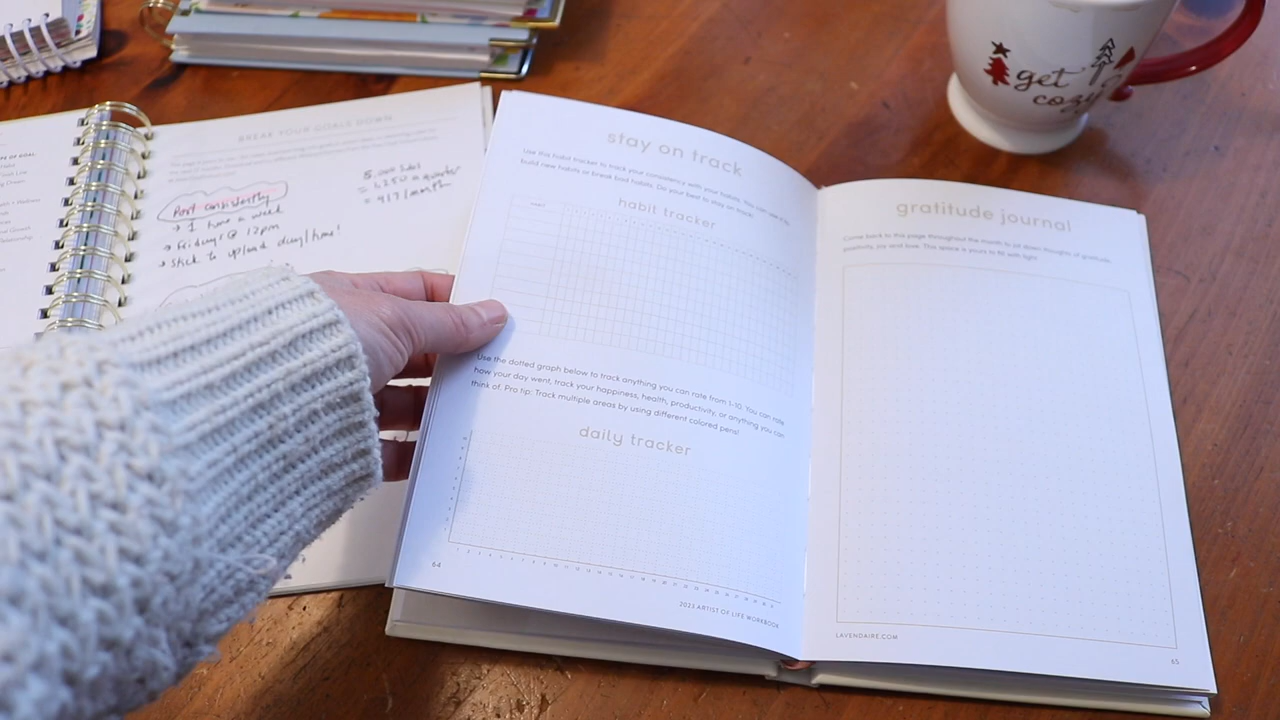 OF GOAL
BREAK YOUR GOALS DOWN
Post consistently
→ 1 hour a week
→ Fridays @ 12pm
→ Stick to upload day/time!
5,000 subs
= 1,250 a quarter
= 417/month
stay on track
Use this habit tracker to track your consistency with your habits. You can use it to
build new habits or break bad habits. Do your best to stay on track!
habit tracker
HABIT
Use the dotted graph below to track anything you can rate from 1-10. You can rate
how your day went, track your happiness, health, productivity, or anything you can
think of. Pro tip: Track multiple areas by using different colored pens!
daily tracker
64
2023 ARTIST OF LIFE WORKBOOK
gratitude journal
Come back to this page throughout the month to jot down thoughts of gratitude,
positivity, joy and love. This space is yours to fill with light.
LAVENDAIRE.COM
65
get
cozy